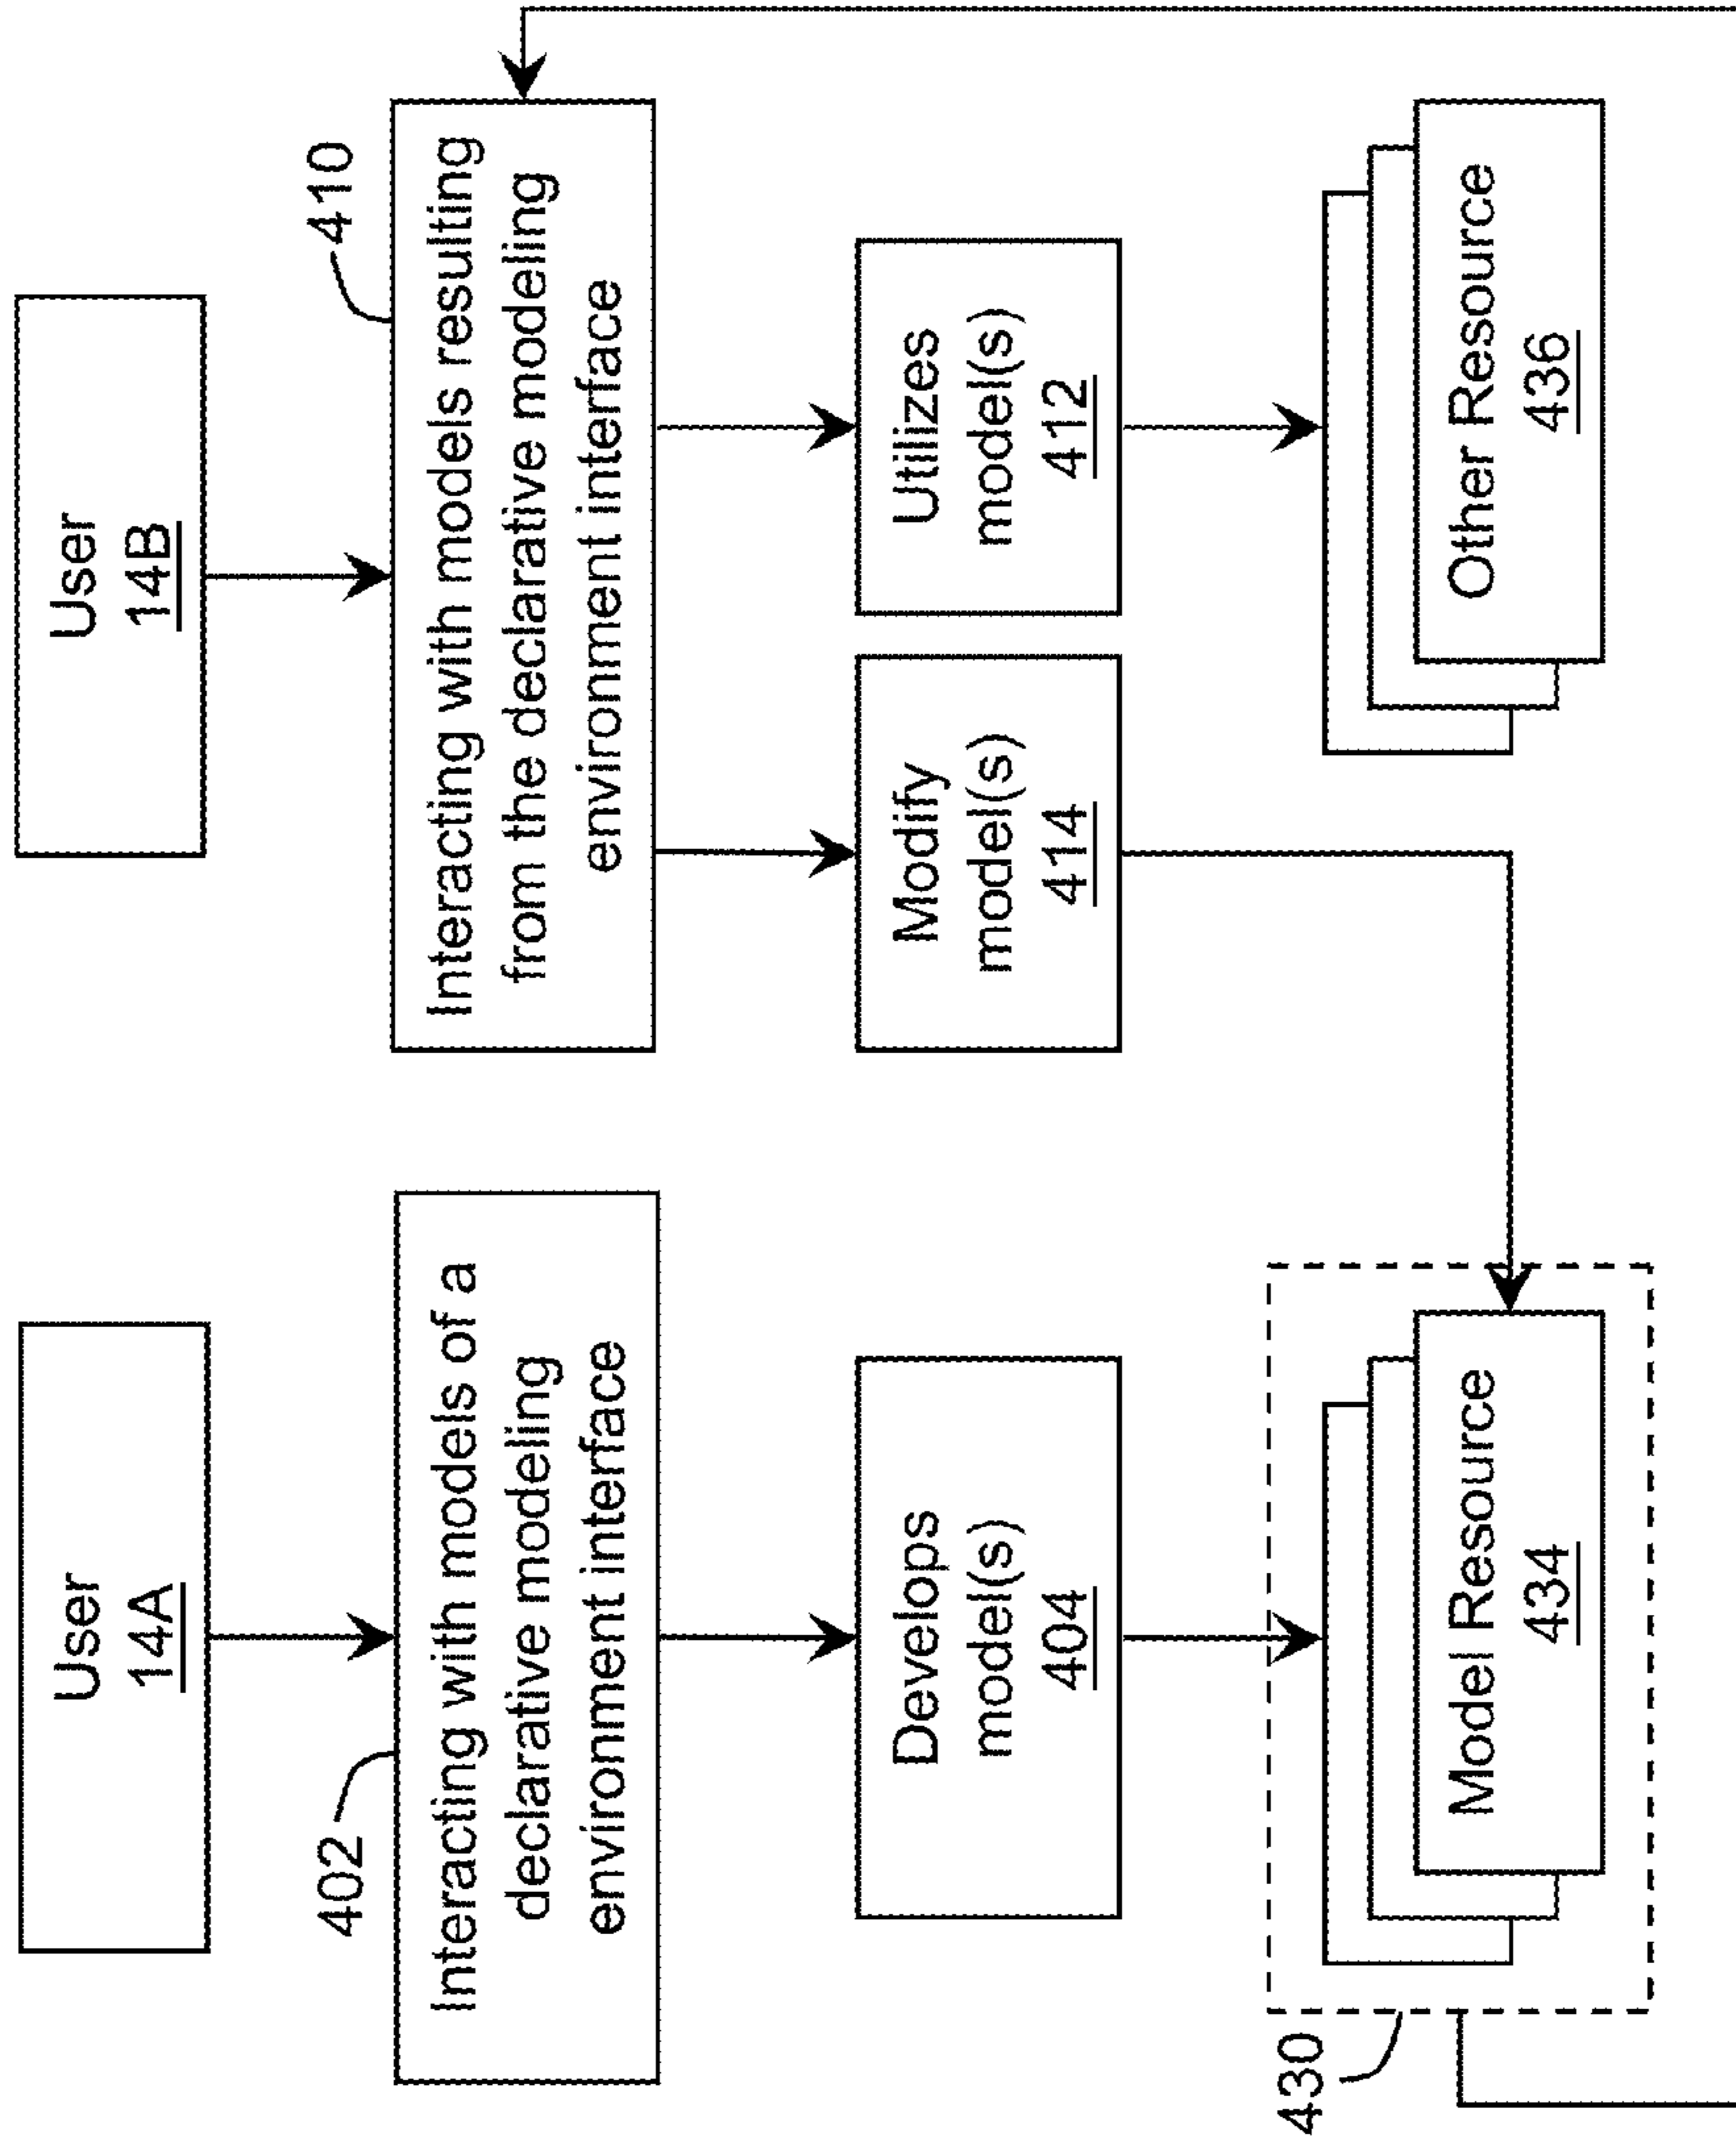 User
14A
402
Interacting with models of a
declarative modeling
environment interface
Develops
model(s)
404
430
Model Resource
434
User
14B
410
Interacting with models resulting
from the declarative modeling
environment interface
Modify
model(s)
414
Utilizes
model(s)
412
Other Resource
436